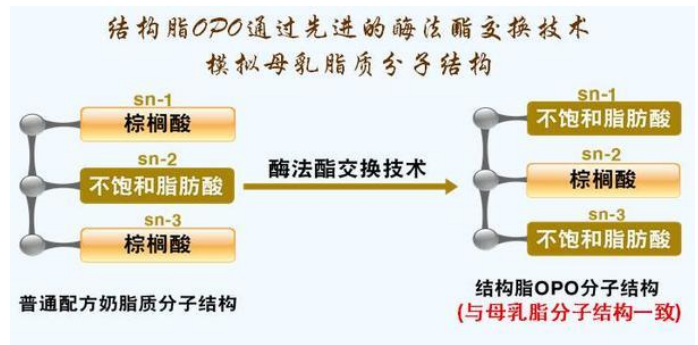 结构脂OPO通过先进的酶法酯交换技术
模拟母乳脂质分子结构
sn-1
棕榈酸
sn-2
不饱和脂肪酸
sn-3
棕榈酸
普通配方奶脂质分子结构
酶法酯交换技术
sn-1
不饱和脂肪酸
sn-2
棕榈酸
sn-3
不饱和脂肪酸
结构脂OPO分子结构
(与母乳脂分子结构一致)